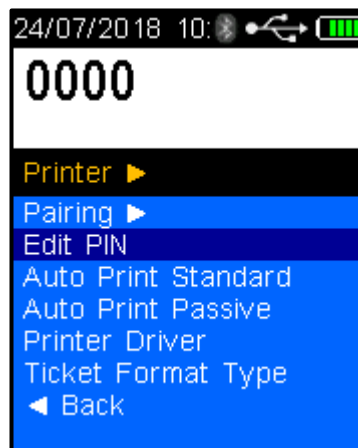 24/07/2018 10:
0000
Printer ▶
Pairing ▶
Edit PIN
Auto Print Standard
Auto Print Passive
Printer Driver
Ticket Format Type
◀ Back